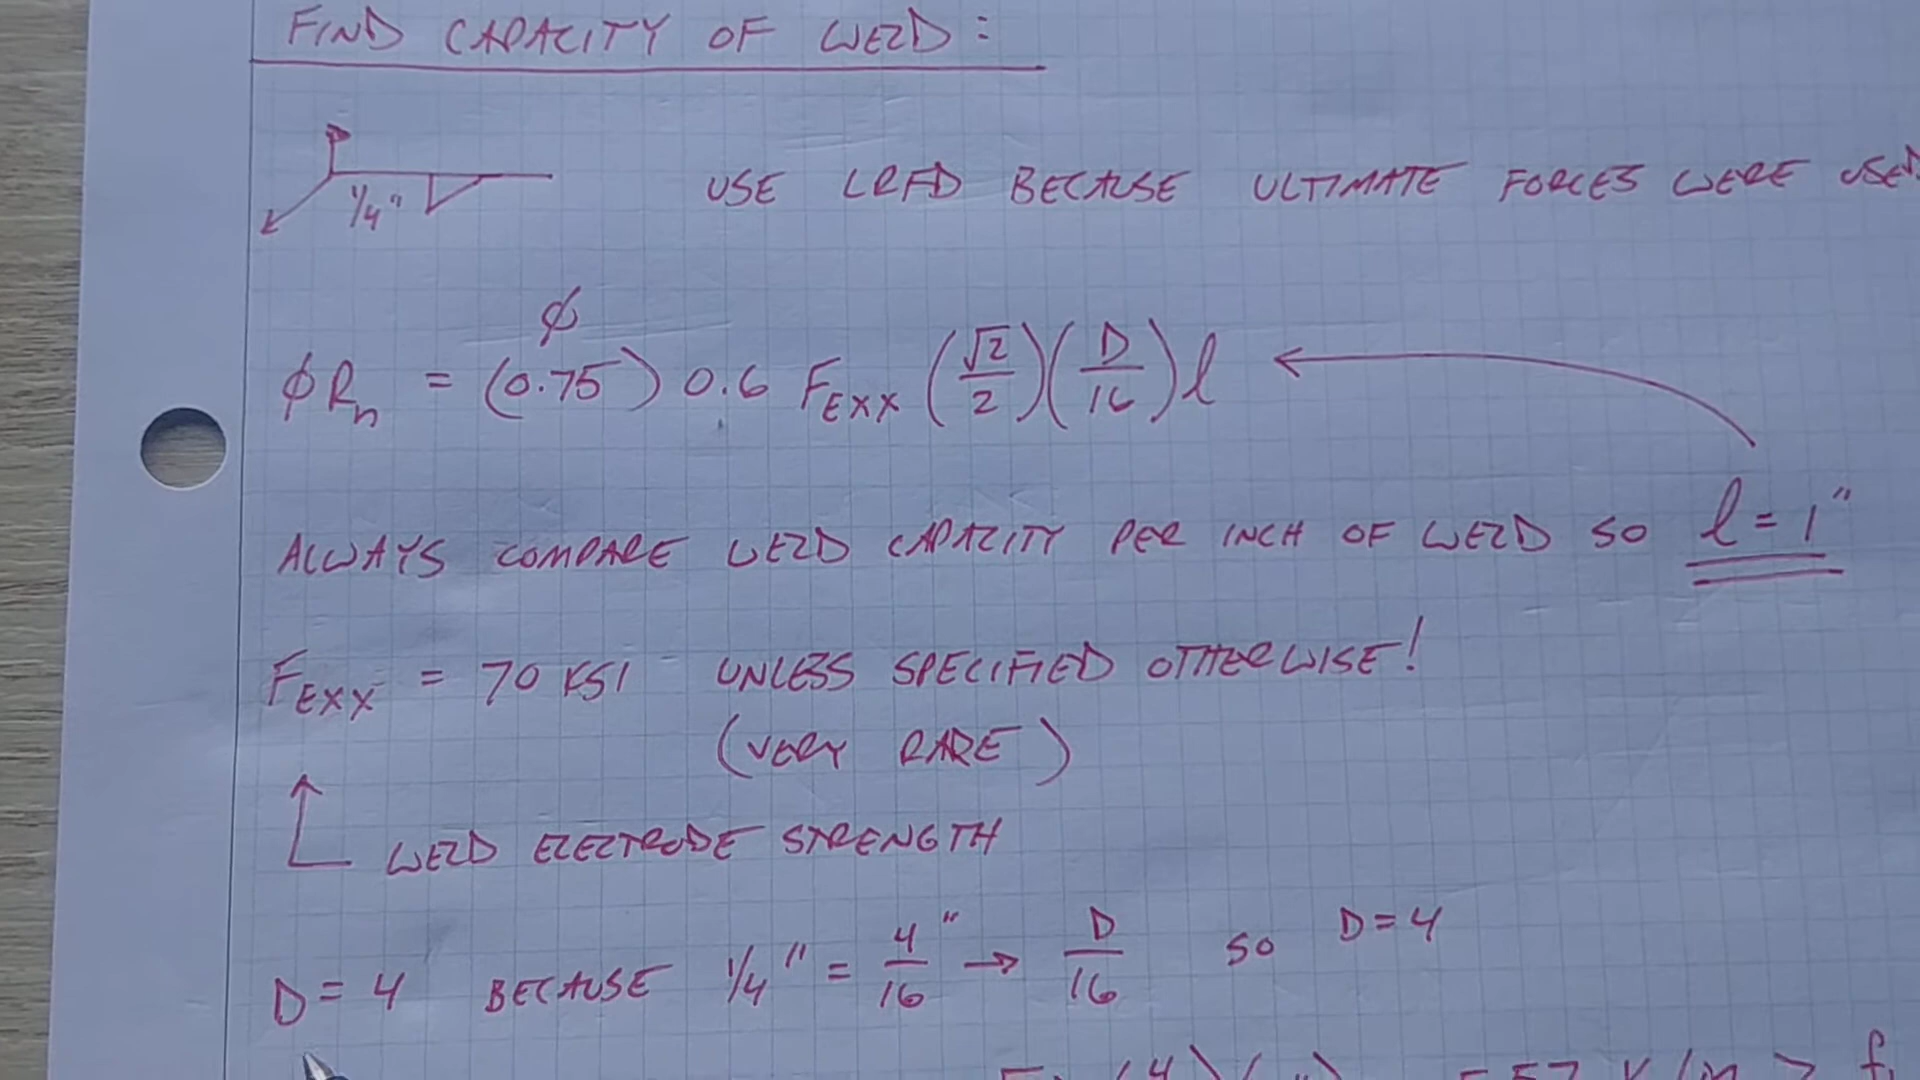 FIND CAPACITY OF WELD:
1/4" USE LRFD BECAUSE ULTIMATE FORCES WERE USED
ϕ
ϕRn = (0.75) 0.6 FEXX (√2/2)(D/16) l
ALWAYS COMPARE WELD CAPACITY PER INCH OF WELD SO l = 1"
FEXX = 70 KSI UNLESS SPECIFIED OTHERWISE!
(VERY RARE)
WELD ELECTRODE STRENGTH
D = 4 BECAUSE 1/4" = 4/16" → D/16 SO D = 4